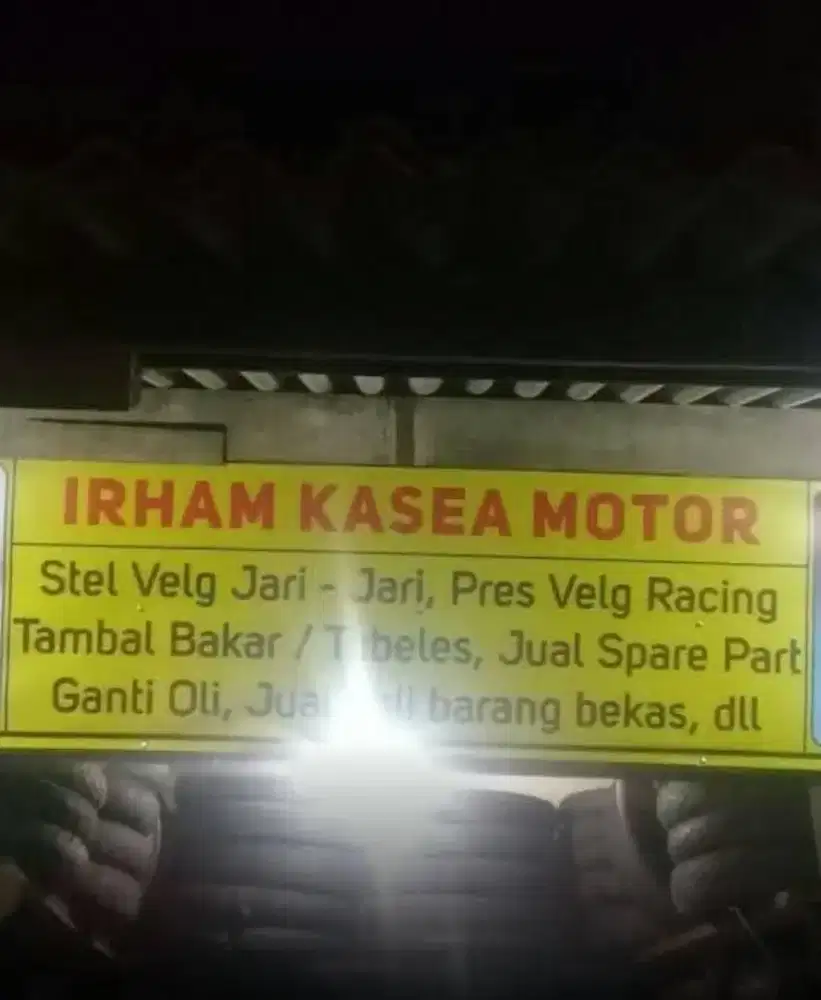 IRHAM KASEA MOTOR
Stel Velg Jari - Jari, Pres Velg Racing
Tambal Bakar / Jual Spare Part
Ganti Oli, barang bekas, dll